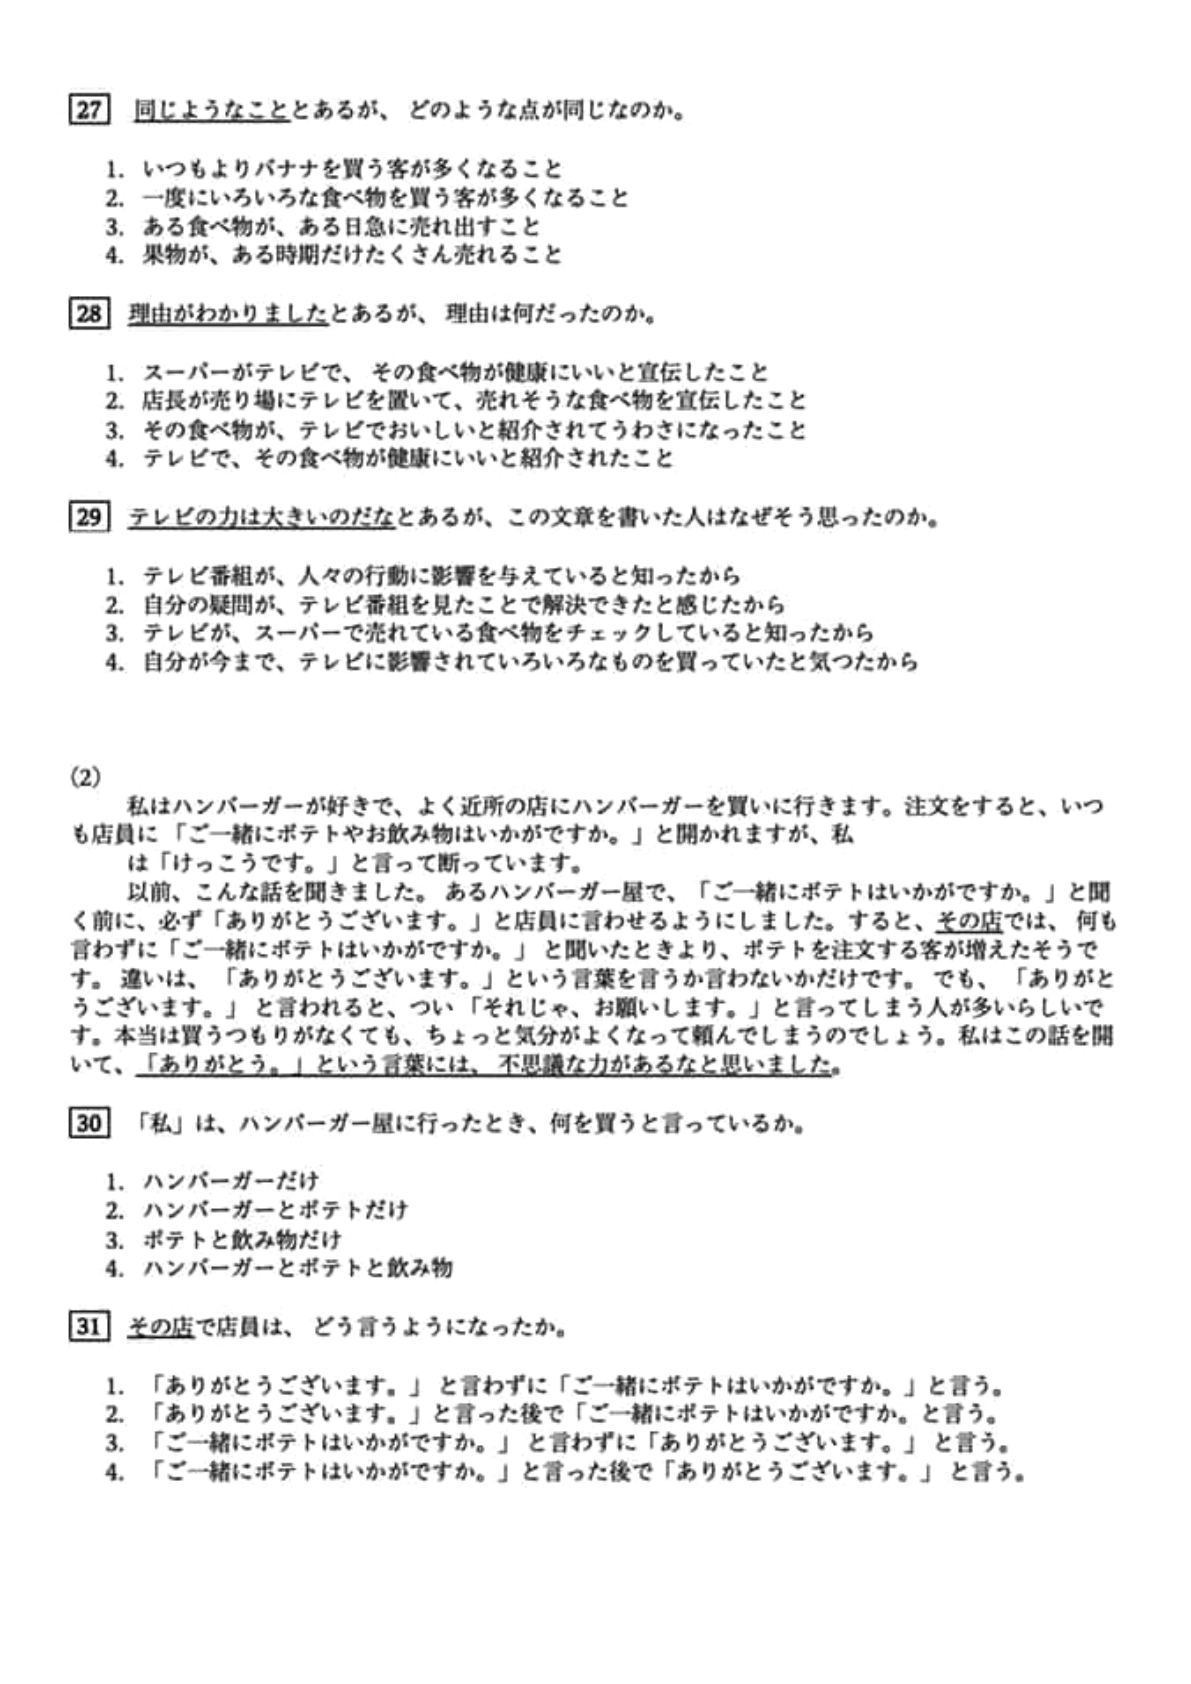 27 同じようなこととあるが、 どのような点が同じなのか。
1. いつもよりバナナを買う客が多くなること
2. 一度にいろいろな食べ物を買う客が多くなること
3. ある食べ物が、ある日急に売れ出すこと
4. 果物が、ある時期だけたくさん売れること
28 理由がわかりましたとあるが、 理由は何だったのか。
1. スーパーがテレビで、 その食べ物が健康にいいと宣伝したこと
2. 店長が売り場にテレビを置いて、売れそうな食べ物を宣伝したこと
3. その食べ物が、テレビでおいしいと紹介されてうわさになったこと
4. テレビで、その食べ物が健康にいいと紹介されたこと
29 テレビの力は大きいのだなとあるが、この文章を書いた人はなぜそう思ったのか。
1. テレビ番組が、人々の行動に影響を与えていると知ったから
2. 自分の疑問が、テレビ番組を見たことで解決できたと感じたから
3. テレビが、スーパーで売れている食べ物をチェックしていると知ったから
4. 自分が今まで、テレビに影響されていろいろなものを買っていたと気つたから
(2)
私はハンバーガーが好きで、よく近所の店にハンバーガーを買いに行きます。注文をすると、いつ
も店員に 「ご一緒にポテトやお飲み物はいかがですか。」と開かれますが、私
は「けっこうです。」と言って断っています。
以前、こんな話を聞きました。 あるハンバーガー屋で、「ご一緒にポテトはいかがですか。」と聞
く前に、必ず「ありがとうございます。」と店員に言わせるようにしました。すると、その店では、 何も
言わずに「ご一緒にポテトはいかがですか。」 と聞いたときより、ポテトを注文する客が増えたそうで
す。 違いは、 「ありがとうございます。」という言葉を言うか言わないかだけです。 でも、 「ありがと
うございます。」 と言われると、つい 「それじゃ、お願いします。」と言ってしまう人が多いらしいで
す。本当は買うつもりがなくても、ちょっと気分がよくなって頼んでしまうのでしょう。私はこの話を開
いて、「ありがとう。」という言葉には、 不思議な力があるなと思いました。
30 「私」は、ハンバーガー屋に行ったとき、何を買うと言っているか。
1. ハンバーガーだけ
2. ハンバーガーとポテトだけ
3. ポテトと飲み物だけ
4. ハンバーガーとポテトと飲み物
31 その店で店員は、 どう言うようになったか。
1. 「ありがとうございます。」 と言わずに「ご一緒にポテトはいかがですか。」と言う。
2. 「ありがとうございます。」と言った後で「ご一緒にポテトはいかがですか。と言う。
3. 「ご一緒にポテトはいかがですか。」 と言わずに「ありがとうございます。」 と言う。
4. 「ご一緒にポテトはいかがですか。」と言った後で「ありがとうございます。」 と言う。